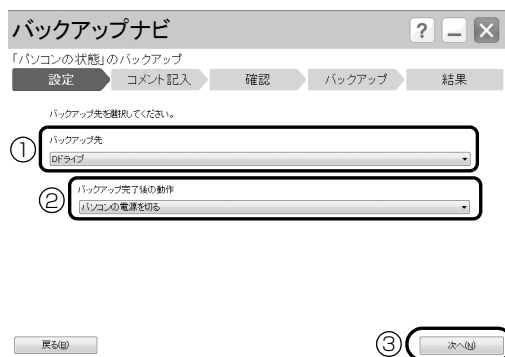 バックアップナビ ? – ×
「パソコンの状態」のバックアップ
設定 コメント記入 確認 バックアップ 結果
バックアップ先を選択してください。
① バックアップ先
Dドライブ
② バックアップ完了後の動作
パソコンの電源を切る
戻る(B) ③ 次へ(N)